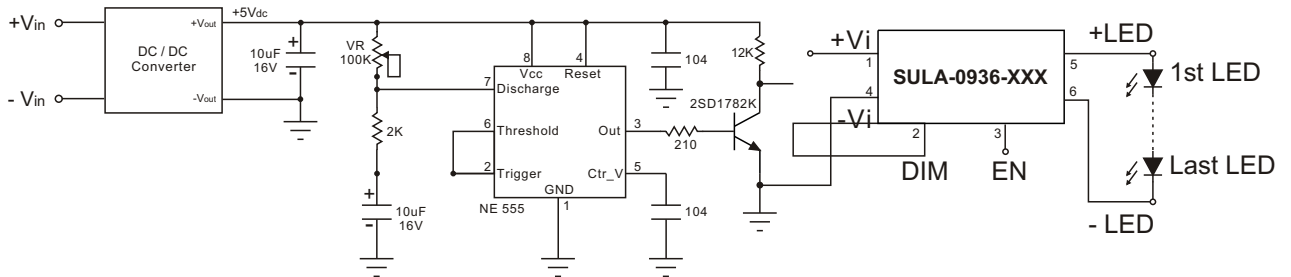 +Vin
- Vin
DC / DC
Converter
+Vout
-Vout
+5Vdc
+
10uF
16V
-
VR
100K
2K
+
10uF
16V
-
8
4
Vcc
Reset
7
Discharge
6
Threshold
2
Trigger
Out
3
Ctr_V
5
GND
1
NE 555
104
104
210
12K
2SD1782K
+Vi
1
4
-Vi
SULA-0936-XXX
2
3
DIM
EN
5
6
+LED
1st LED
Last LED
- LED